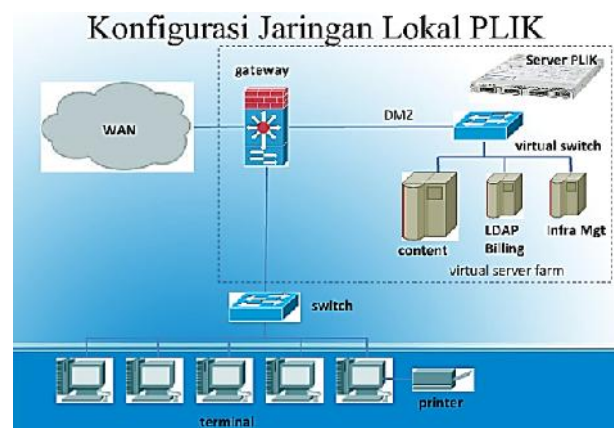 Konfigurasi Jaringan Lokal PLIK
gateway
Server PLIK
WAN
DMZ
virtual switch
content
LDAP
Billing
Infra Mgt
virtual server farm
switch
terminal
printer